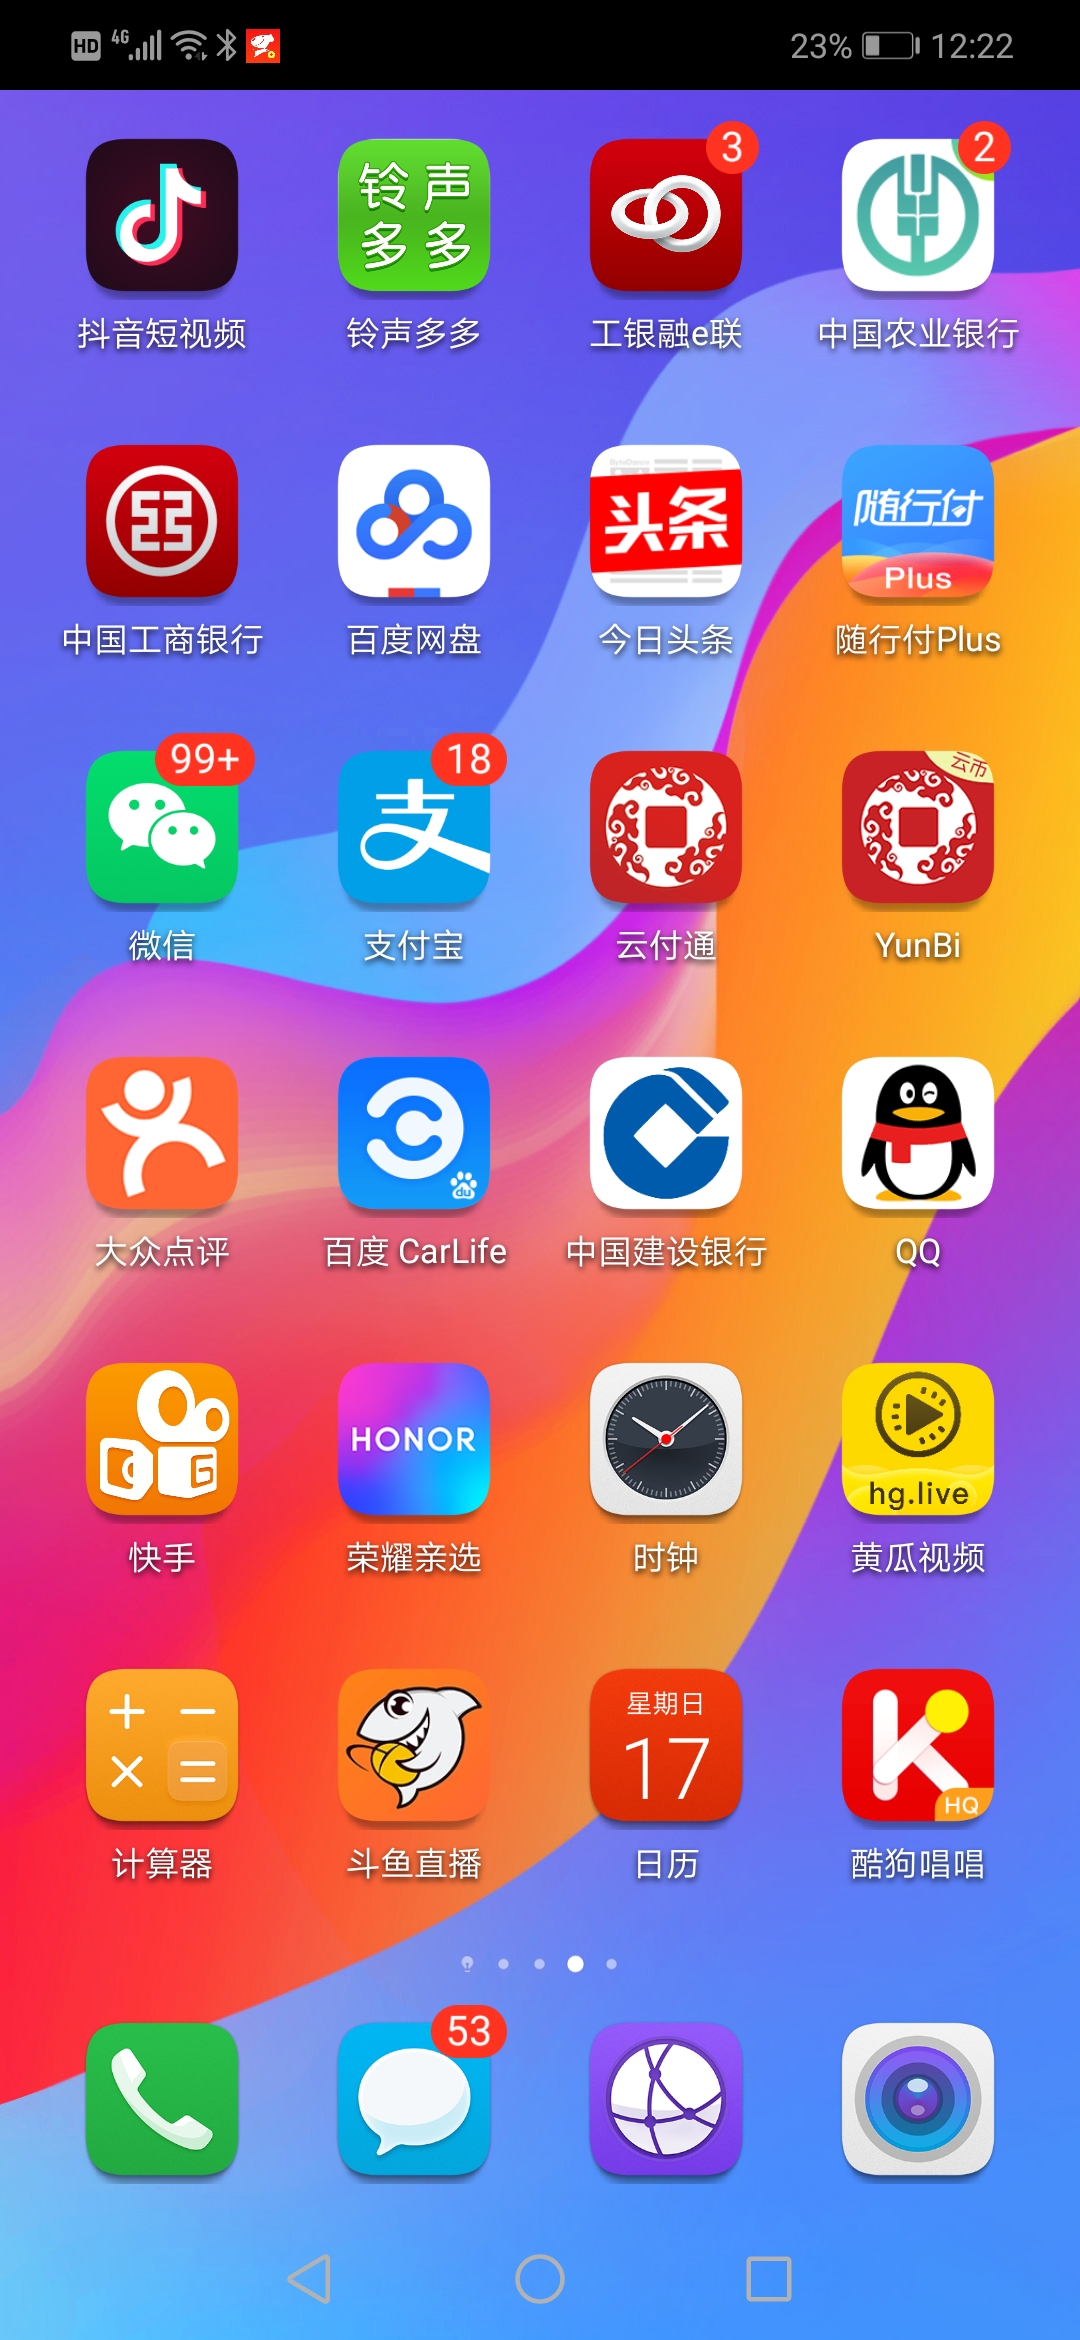 HD 4G 23% 12:22
铃声
多多
3
2
抖音短视频 铃声多多 工银融e联 中国农业银行
ByteDance
头条
随行付
Plus
中国工商银行 百度网盘 今日头条 随行付Plus
99+
18
支
云币
微信 支付宝 云付通 YunBi
du
大众点评 百度 CarLife 中国建设银行 QQ
HONOR
hg.live
快手 荣耀亲选 时钟 黄瓜视频
星期日
17
HQ
计算器 斗鱼直播 日历 酷狗唱唱
53